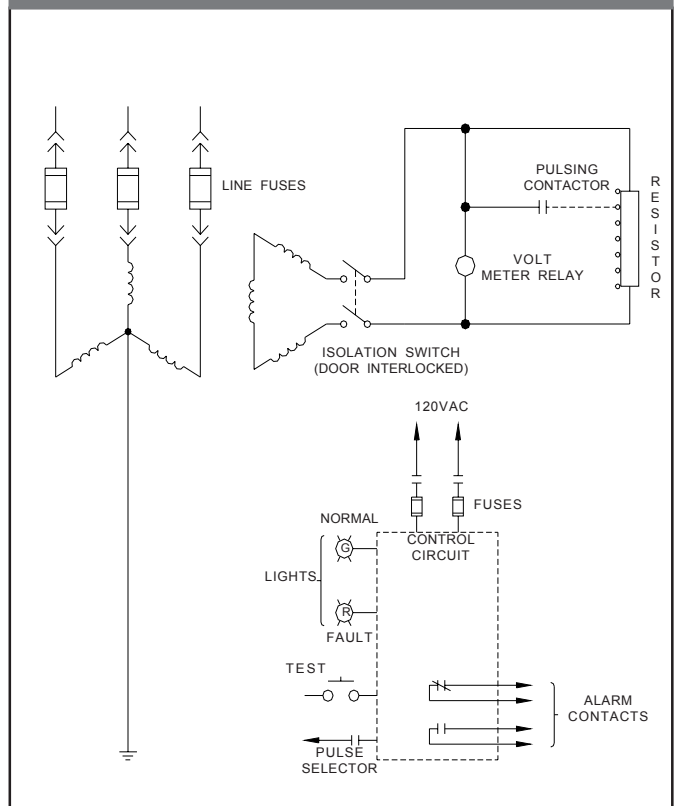 LINE FUSES
PULSING
CONTACTOR
RESISTOR
VOLT
METER RELAY
ISOLATION SWITCH
(DOOR INTERLOCKED)
120VAC
FUSES
NORMAL
CONTROL
CIRCUIT
G
LIGHTS
R
FAULT
TEST
ALARM
CONTACTS
PULSE
SELECTOR